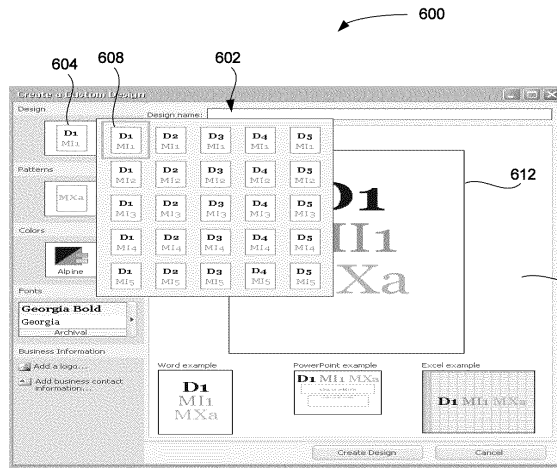 600
604
608
602
Create a Custom Design
Design
Design name:
D1
MI1
D1 D2 D3 D4 D5
MI1 MI1 MI1 MI1 MI1
D1 D2 D3 D4 D5
MI2 MI2 MI2 MI2 MI2
D1 D2 D3 D4 D5
MI3 MI3 MI3 MI3 MI3
D1 D2 D3 D4 D5
MI4 MI4 MI4 MI4 MI4
D1 D2 D3 D4 D5
MI5 MI5 MI5 MI5 MI5
Patterns
MXa
Colors
Alpine
Fonts
Georgia Bold
Georgia
Archival
Business Information
Add a logo...
Add business contact
information...
D1
MI1
MXa
612
Word example
D1
MI1
MXa
PowerPoint example
D1 MI1 MXa
Excel example
D1 MI1 MXa
Create Design
Cancel